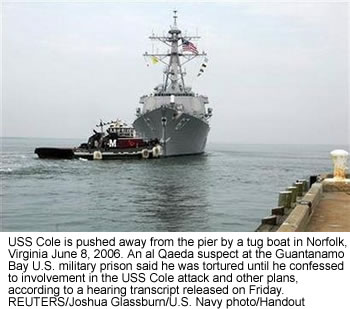 M
USS Cole is pushed away from the pier by a tug boat in Norfolk,
Virginia June 8, 2006. An al Qaeda suspect at the Guantanamo
Bay U.S. military prison said he was tortured until he confessed
to involvement in the USS Cole attack and other plans,
according to a hearing transcript released on Friday.
REUTERS/Joshua Glassburn/U.S. Navy photo/Handout